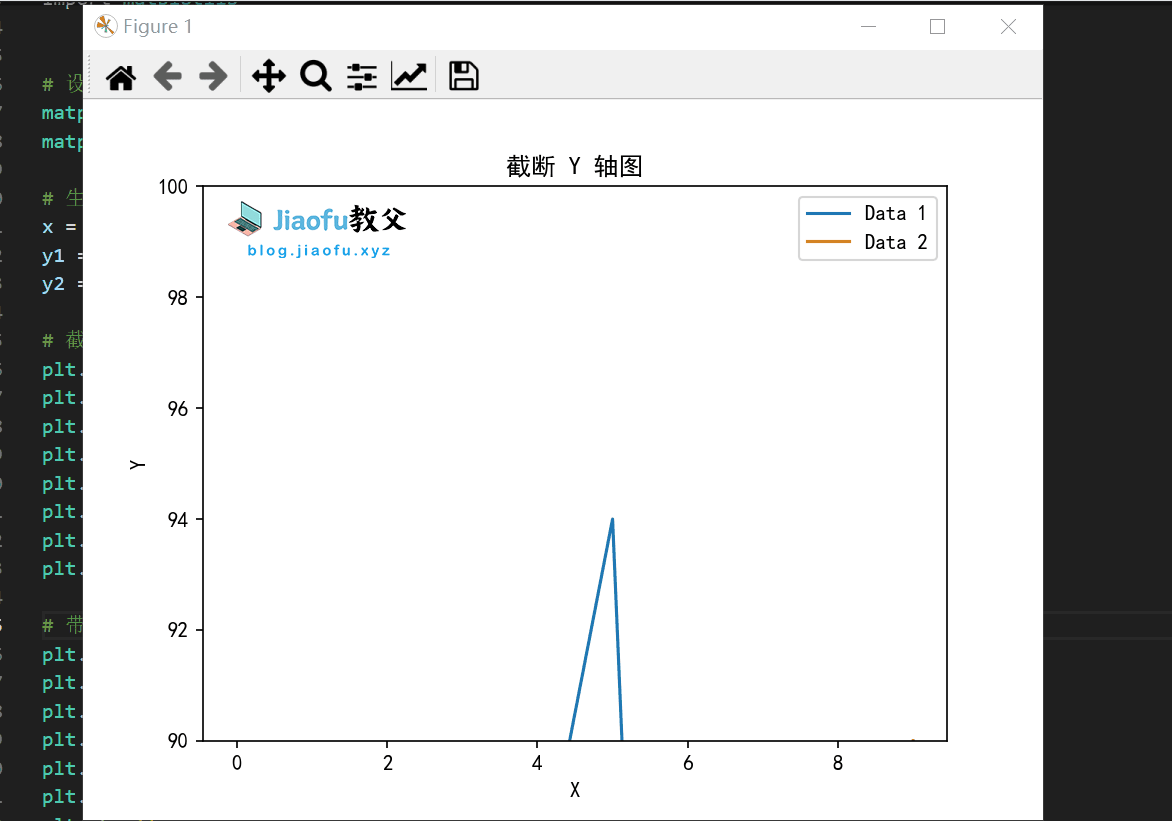 import matplotlib
Figure 1
# 设
matp
matp
# 生
x =
y1 =
y2 =
# 截
plt.
plt.
plt.
plt.
plt.
plt.
plt.
plt.
# 带
plt.
plt.
plt.
plt.
plt.
plt.
截断 Y 轴图
Jiaofu教父
blog.jiaofu.xyz
Data 1
Data 2
100
98
96
94
92
90
Y
0 2 4 6 8
X